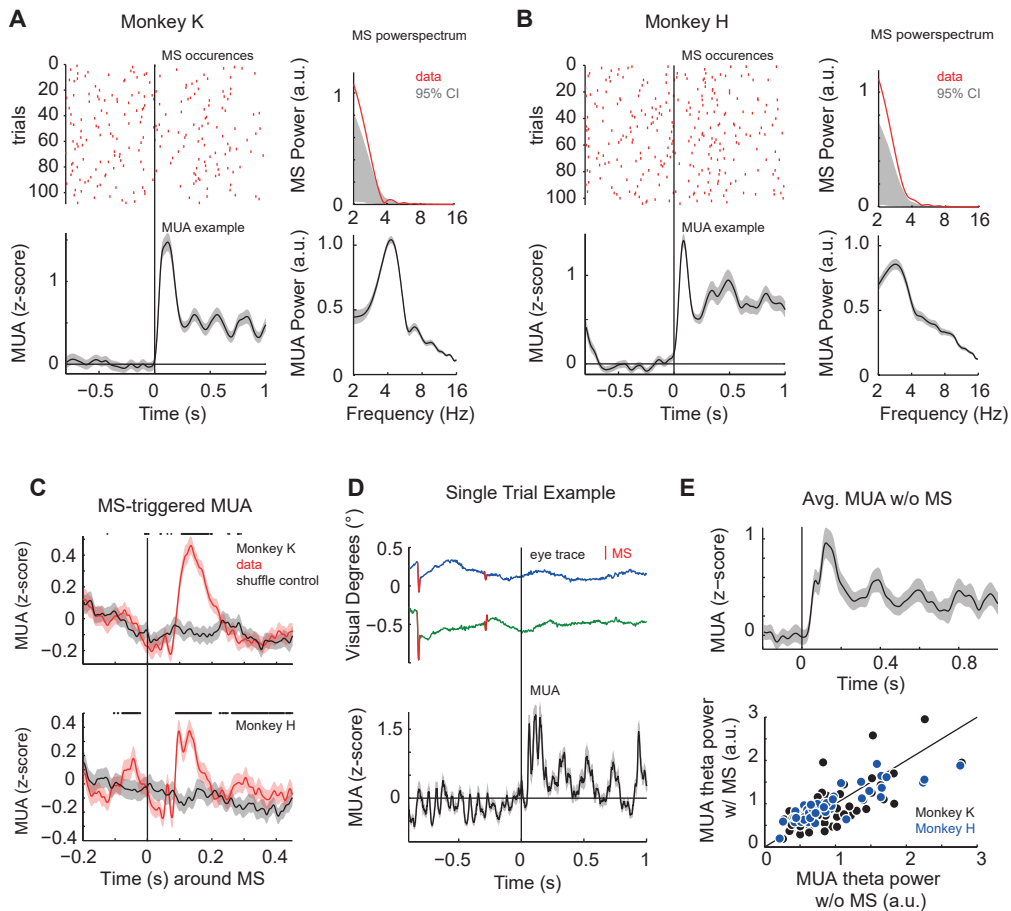 A
Monkey K
MS occurences
trials
0
20
40
60
80
100
MS powerspectrum
data
95% CI
MS Power (a.u.)
1
0
2
4
8
16
MUA example
MUA (z-score)
1
0
−0.5
0
0.5
1
Time (s)
MUA Power (a.u.)
1.0
0.5
0
2
4
8
16
Frequency (Hz)
B
Monkey H
MS occurences
trials
0
20
40
60
80
100
MS powerspectrum
data
95% CI
MS Power (a.u.)
1
0
2
4
8
16
MUA example
MUA (z-score)
1
0
−0.5
0
0.5
1
Time (s)
MUA Power (a.u.)
1.0
0.5
0
2
4
8
16
Frequency (Hz)
C
MS-triggered MUA
Monkey K
data
shuffle control
MUA (z-score)
0.4
0.2
0
−0.2
Monkey H
MUA (z-score)
0.4
0.2
0
−0.2
−0.4
−0.2
0
0.2
0.4
Time (s) around MS
D
Single Trial Example
eye trace
MS
Visual Degrees (°)
0.5
0
−0.5
MUA
MUA (z-score)
1.5
0
−0.5
0
0.5
1
Time (s)
E
Avg. MUA w/o MS
MUA (z−score)
1
0
0
0.4
0.8
Time (s)
MUA theta power
w/ MS (a.u.)
3
2
1
0
Monkey K
Monkey H
0
1
2
3
MUA theta power
w/o MS (a.u.)